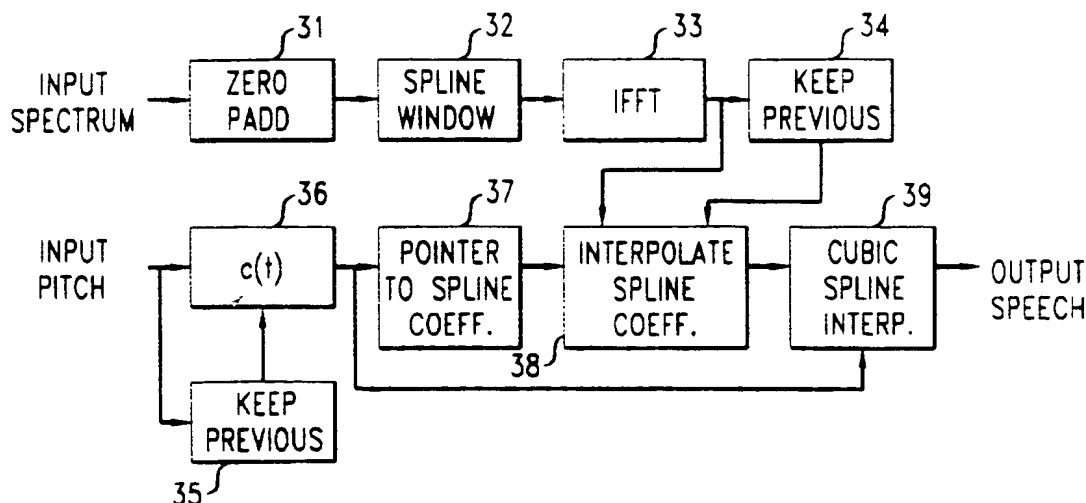 31
32
33
34
INPUT
SPECTRUM
ZERO
PADD
SPLINE
WINDOW
IFFT
KEEP
PREVIOUS
36
37
39
INPUT
PITCH
c(t)
POINTER
TO SPLINE
COEFF.
INTERPOLATE
SPLINE
COEFF.
38
CUBIC
SPLINE
INTERP.
OUTPUT
SPEECH
KEEP
PREVIOUS
35